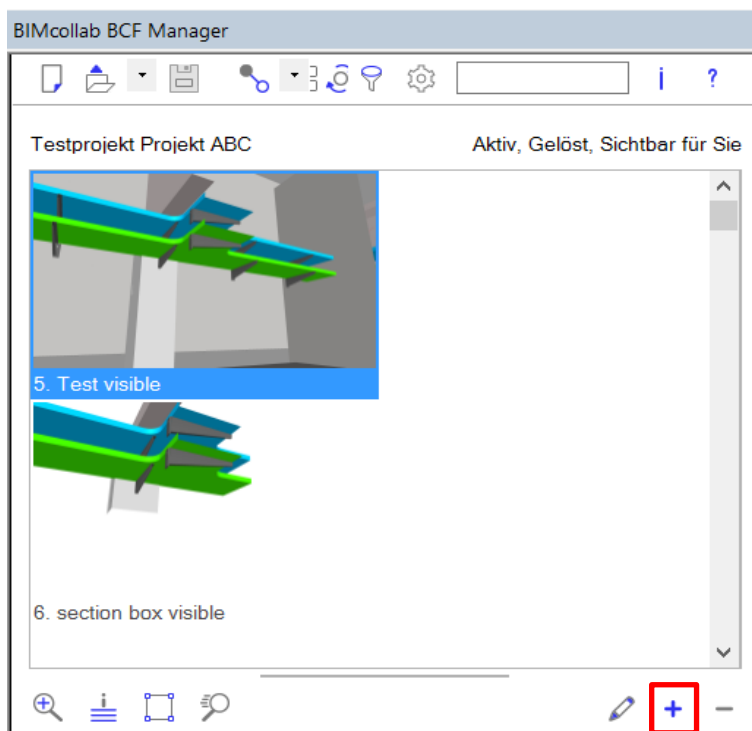 BIMcollab BCF Manager
i ?
Testprojekt Projekt ABC Aktiv, Gelöst, Sichtbar für Sie
5. Test visible
6. section box visible